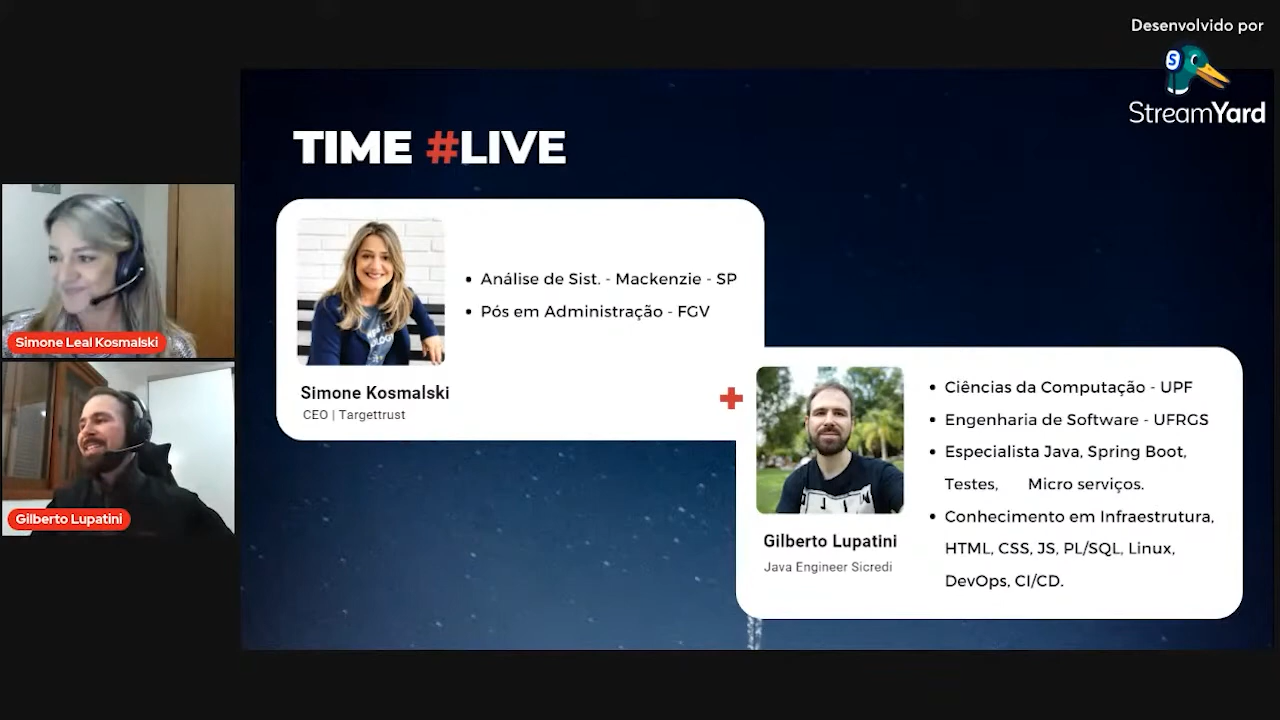 Desenvolvido por
StreamYard
TIME #LIVE
Análise de Sist. - Mackenzie - SP
Pós em Administração - FGV
Simone Kosmalski
CEO | Targettrust
Simone Leal Kosmalski
Gilberto Lupatini
Ciências da Computação - UPF
Engenharia de Software - UFRGS
Especialista Java, Spring Boot,
Testes, Micro serviços.
Conhecimento em Infraestrutura,
HTML, CSS, JS, PL/SQL, Linux,
DevOps, CI/CD.
Gilberto Lupatini
Java Engineer Sicredi